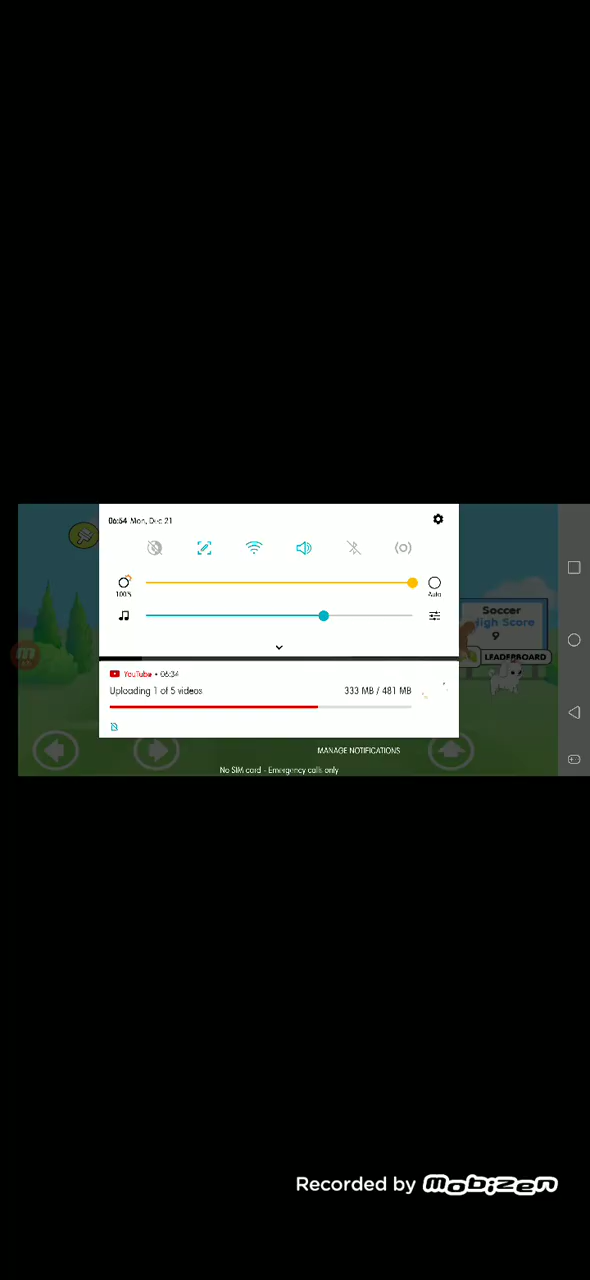 06:54 Mon, Dec 21
100%
Auto
Soccer
High Score
9
LEADERBOARD
YouTube • 06:34
Uploading 1 of 5 videos 333 MB / 481 MB
MANAGE NOTIFICATIONS
No SIM card - Emergency calls only
Recorded by mobizen